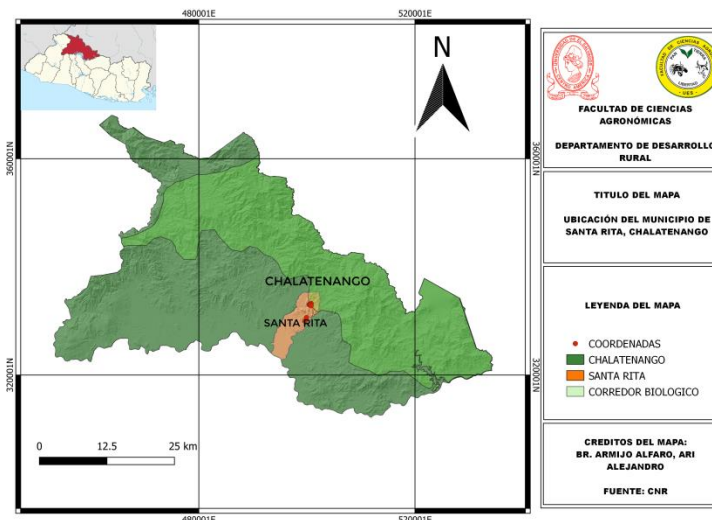 480001E
520001E
N
360001N
360001N
CHALATENANGO
SANTA RITA
320001N
320001N
0
12.5
25 km
480001E
520001E
FACULTAD DE CIENCIAS
AGRONÓMICAS
DEPARTAMENTO DE DESARROLLO
RURAL
TITULO DEL MAPA
UBICACIÓN DEL MUNICIPIO DE
SANTA RITA, CHALATENANGO
LEYENDA DEL MAPA
COORDENADAS
CHALATENANGO
SANTA RITA
CORREDOR BIOLOGICO
CREDITOS DEL MAPA:
BR. ARMIJO ALFARO, ARI
ALEJANDRO
FUENTE: CNR